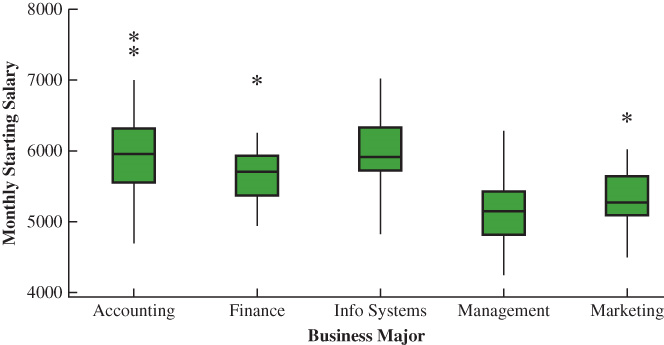 Monthly Starting Salary
8000
7000
6000
5000
4000
Accounting Finance Info Systems Management Marketing
Business Major